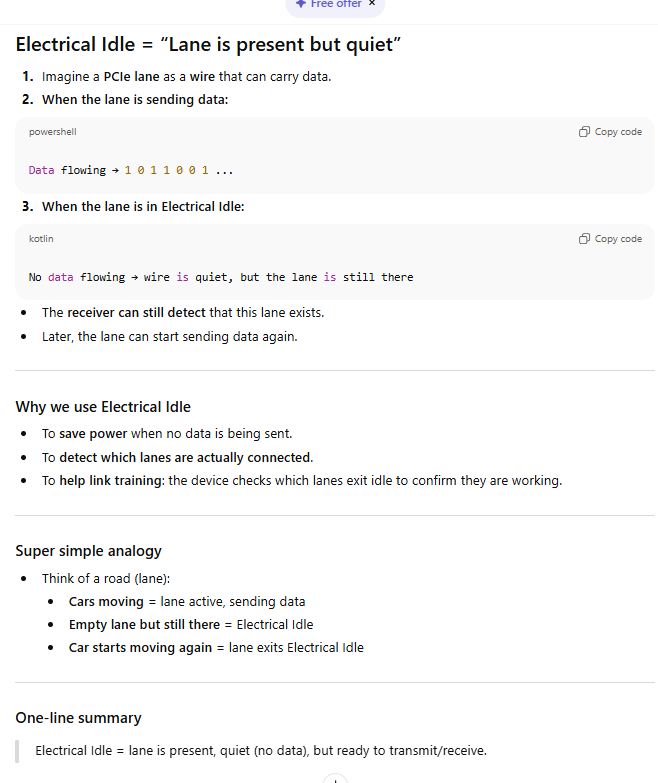 Free offer ×
Electrical Idle = “Lane is present but quiet”
1. Imagine a PCIe lane as a wire that can carry data.
2. When the lane is sending data:
powershell Copy code
Data flowing → 1 0 1 1 0 0 1 ...
3. When the lane is in Electrical Idle:
kotlin Copy code
No data flowing → wire is quiet, but the lane is still there
• The receiver can still detect that this lane exists.
• Later, the lane can start sending data again.
Why we use Electrical Idle
• To save power when no data is being sent.
• To detect which lanes are actually connected.
• To help link training: the device checks which lanes exit idle to confirm they are working.
Super simple analogy
• Think of a road (lane):
• Cars moving = lane active, sending data
• Empty lane but still there = Electrical Idle
• Car starts moving again = lane exits Electrical Idle
One-line summary
Electrical Idle = lane is present, quiet (no data), but ready to transmit/receive.